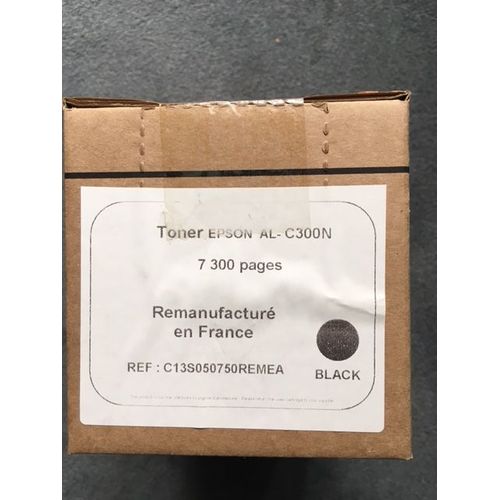 Toner EPSON AL- C300N
7 300 pages
Remanufacturé
en France
REF : C13S050750REMEA
BLACK